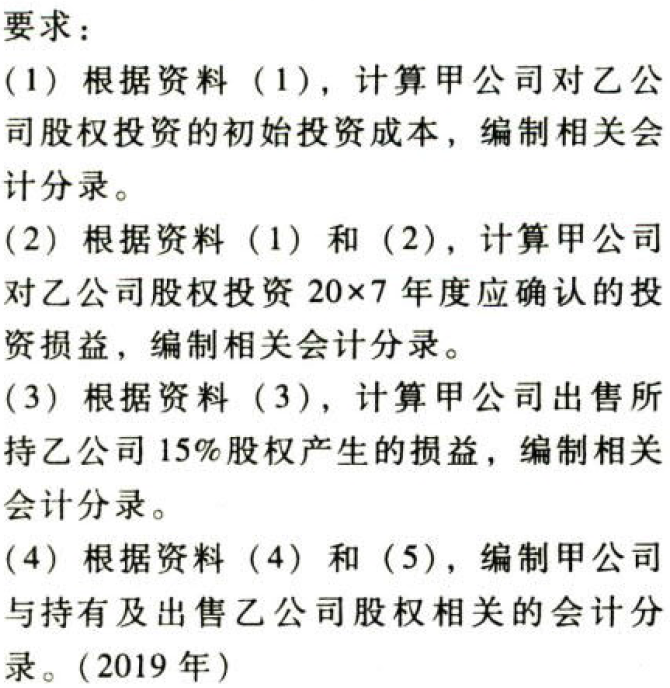 要求：
(1) 根据资料（1），计算甲公司对乙公
司股权投资的初始投资成本，编制相关会
计分录。
(2) 根据资料（1）和（2），计算甲公司
对乙公司股权投资 20×7 年度应确认的投
资损益，编制相关会计分录。
(3) 根据资料（3），计算甲公司出售所
持乙公司 15%股权产生的损益，编制相关
会计分录。
(4) 根据资料（4）和（5），编制甲公司
与持有及出售乙公司股权相关的会计分
录。(2019 年)